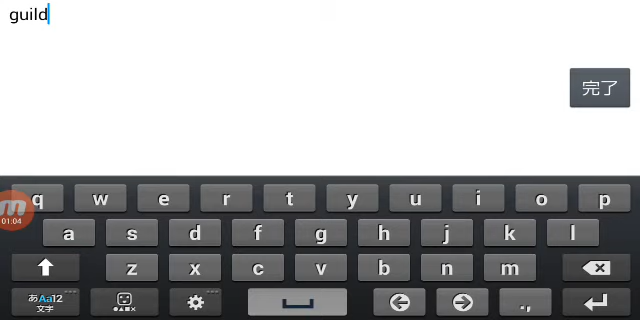 guild
完了
q w e r t y u i o p
01:04
a s d f g h j k l
z x c v b n m
あAa12
文字
.,